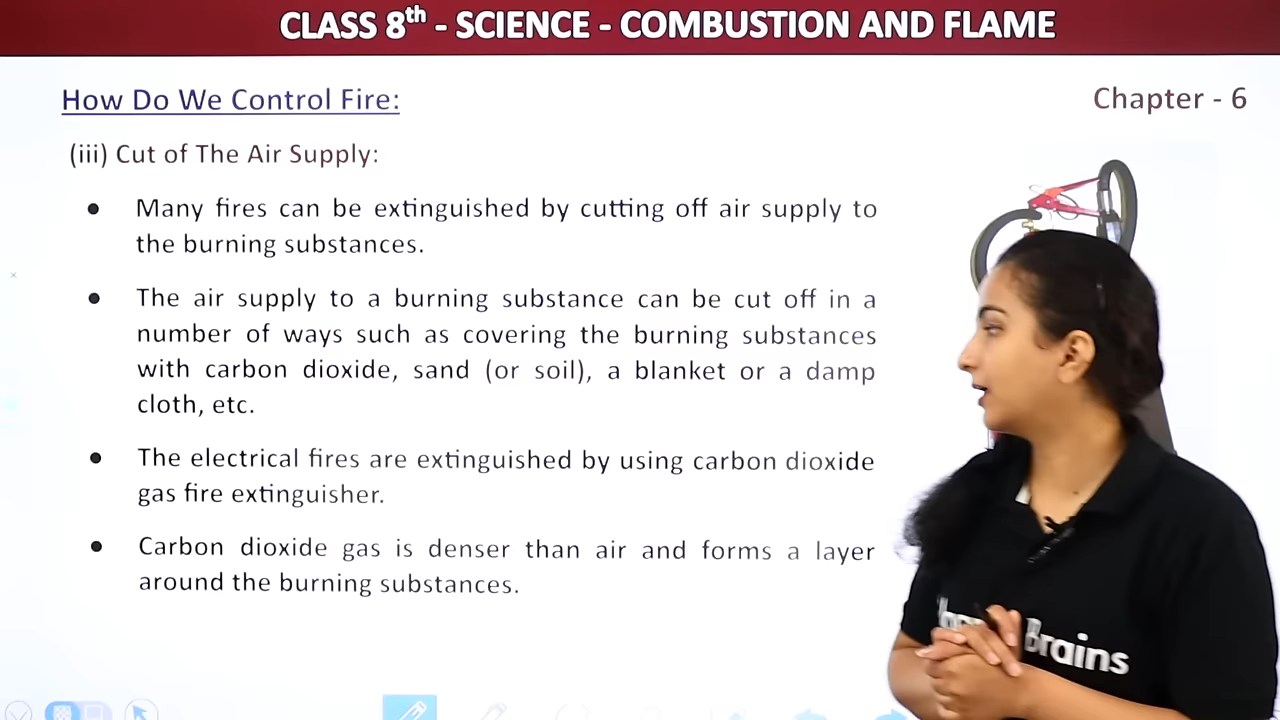 CLASS 8th - SCIENCE - COMBUSTION AND FLAME
How Do We Control Fire:
Chapter - 6
(iii) Cut of The Air Supply:
● Many fires can be extinguished by cutting off air supply to
the burning substances.
● The air supply to a burning substance can be cut off in a
number of ways such as covering the burning substances
with carbon dioxide, sand (or soil), a blanket or a damp
cloth, etc.
● The electrical fires are extinguished by using carbon dioxide
gas fire extinguisher.
● Carbon dioxide gas is denser than air and forms a layer
around the burning substances.
Brains